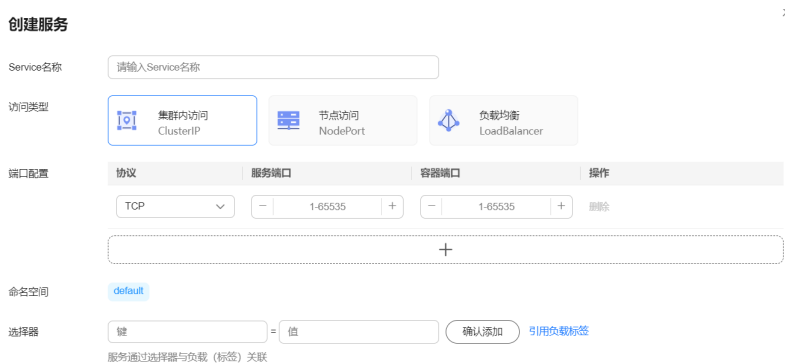 创建服务
Service名称 请输入Service名称
访问类型 集群内访问 节点访问 负载均衡
ClusterIP NodePort LoadBalancer
端口配置 协议 服务端口 容器端口 操作
TCP − 1-65535 + − 1-65535 + 删除
+
命名空间 default
选择器 键 = 值 确认添加 引用负载标签
服务通过选择器与负载（标签）关联